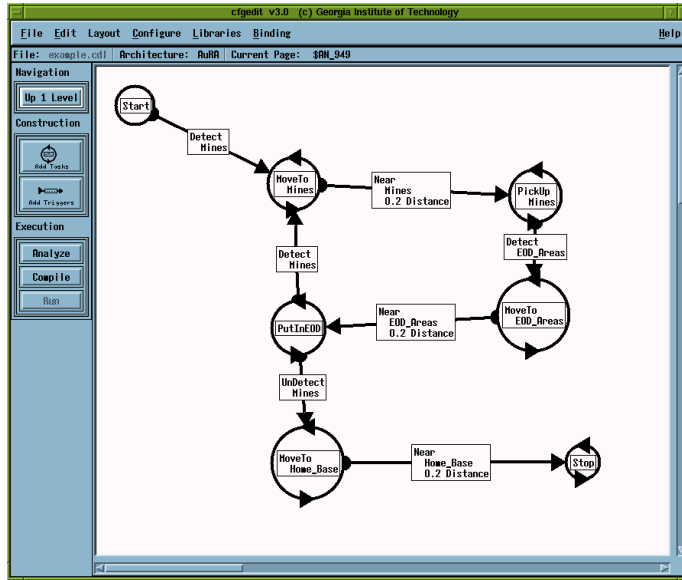 cfgedit v3.0 (c) Georgia Institute of Technology
File Edit Layout Configure Libraries Binding Help
File: example.cdl Architecture: AuRA Current Page: $AN_949
Navigation
Up 1 Level
Construction
Add Tasks
Add Triggers
Execution
Analyze
Compile
Run
Start
Detect
Mines
MoveTo
Mines
Near
Mines
0.2 Distance
PickUp
Mines
Detect
EOD_Areas
MoveTo
EOD_Areas
Near
EOD_Areas
0.2 Distance
PutInEOD
Detect
Mines
UnDetect
Mines
MoveTo
Home_Base
Near
Home_Base
0.2 Distance
Stop